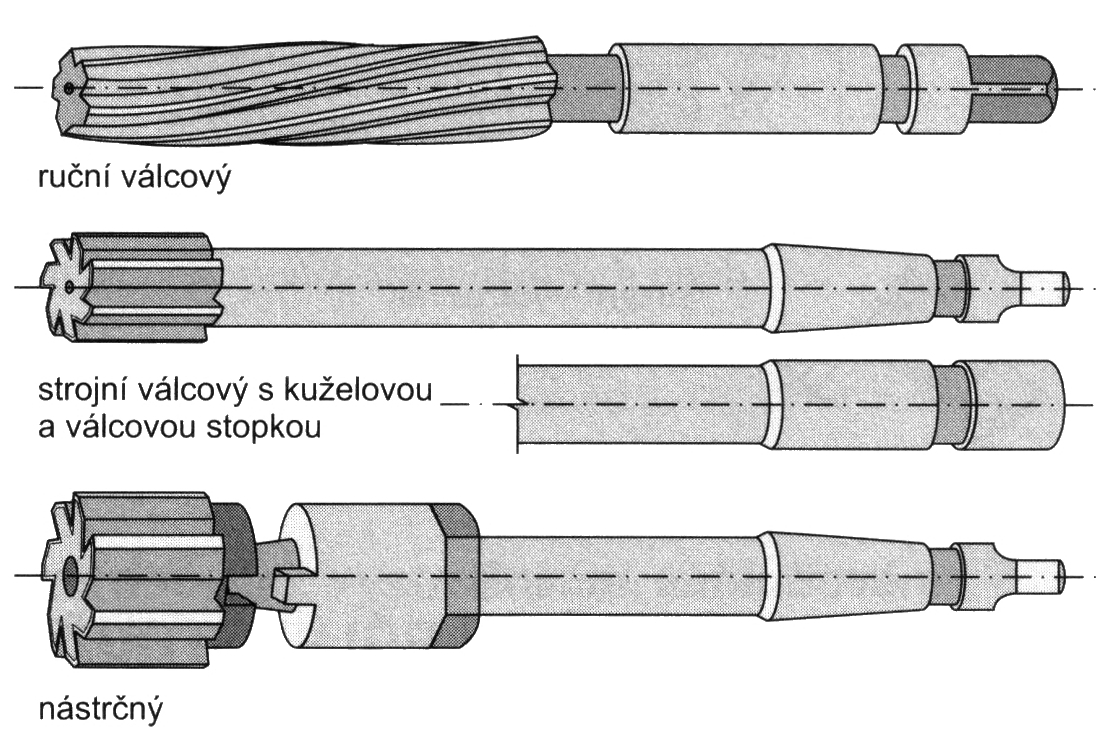 ruční válcový
strojní válcový s kuželovou
a válcovou stopkou
nástrčný